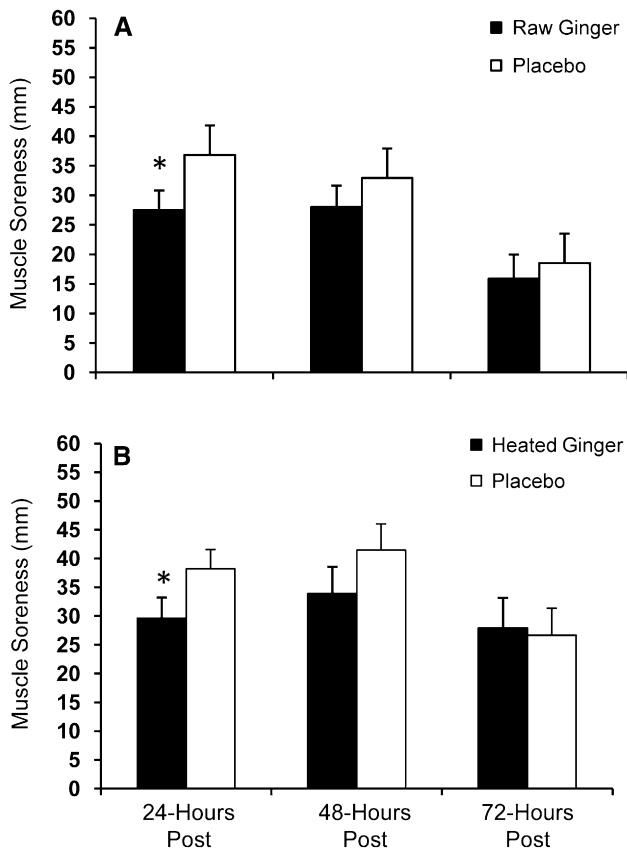 A
Raw Ginger
Placebo
Muscle Soreness (mm)
60
55
50
45
40
35
30
25
20
15
10
5
0
*
B
Heated Ginger
Placebo
Muscle Soreness (mm)
60
55
50
45
40
35
30
25
20
15
10
5
0
*
24-Hours
Post
48-Hours
Post
72-Hours
Post